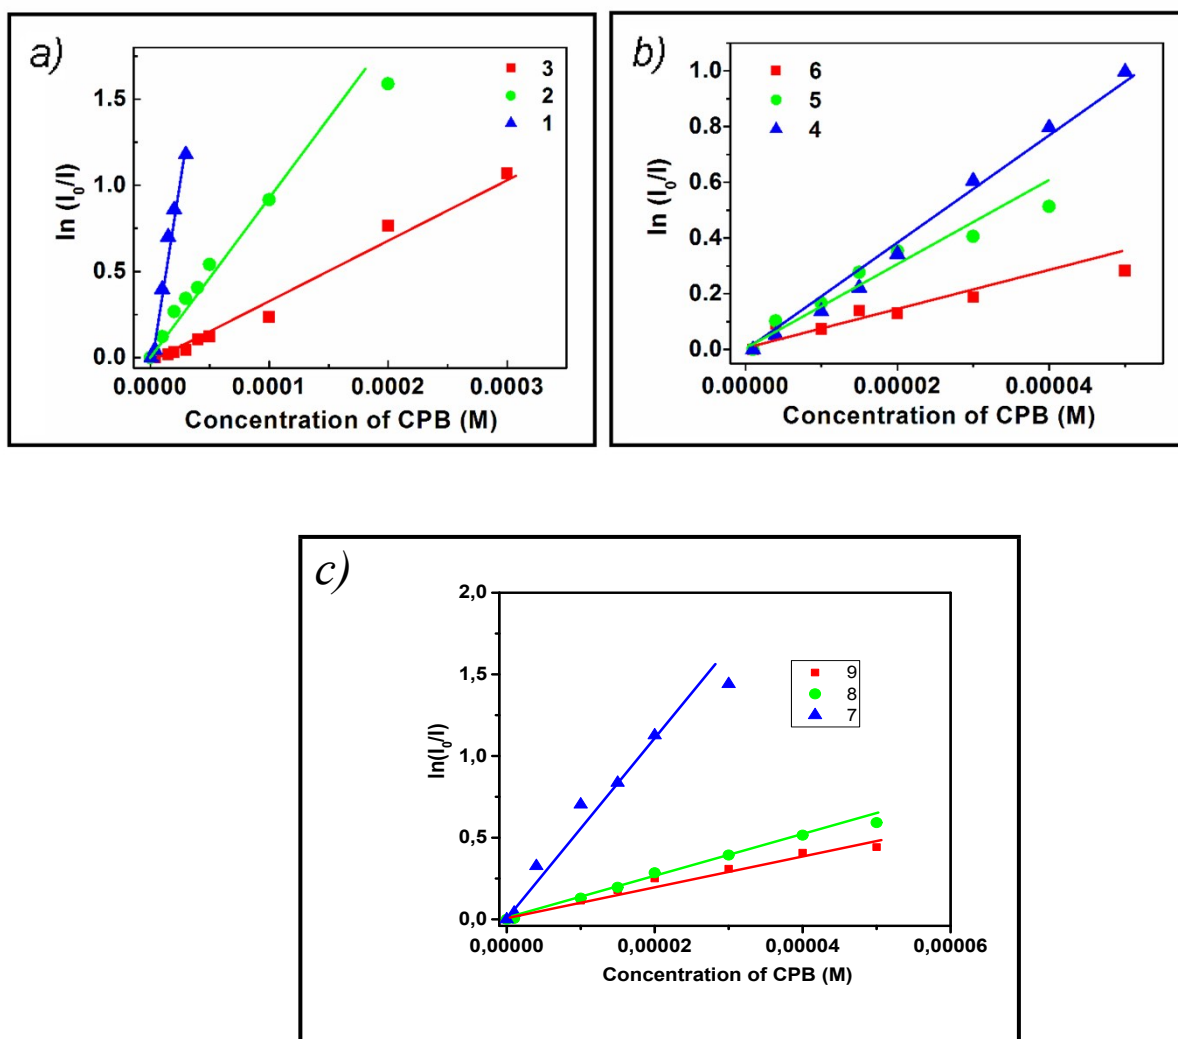 a)
3
2
1
1.5
1.0
0.5
0.0
ln (I0/I)
0.0000 0.0001 0.0002 0.0003
Concentration of CPB (M)
b)
6
5
4
1.0
0.8
0.6
0.4
0.2
0.0
ln (I0/I)
0.00000 0.00002 0.00004
Concentration of CPB (M)
c)
9
8
7
2,0
1,5
1,0
0,5
0,0
ln(I0/I)
0,00000 0,00002 0,00004 0,00006
Concentration of CPB (M)